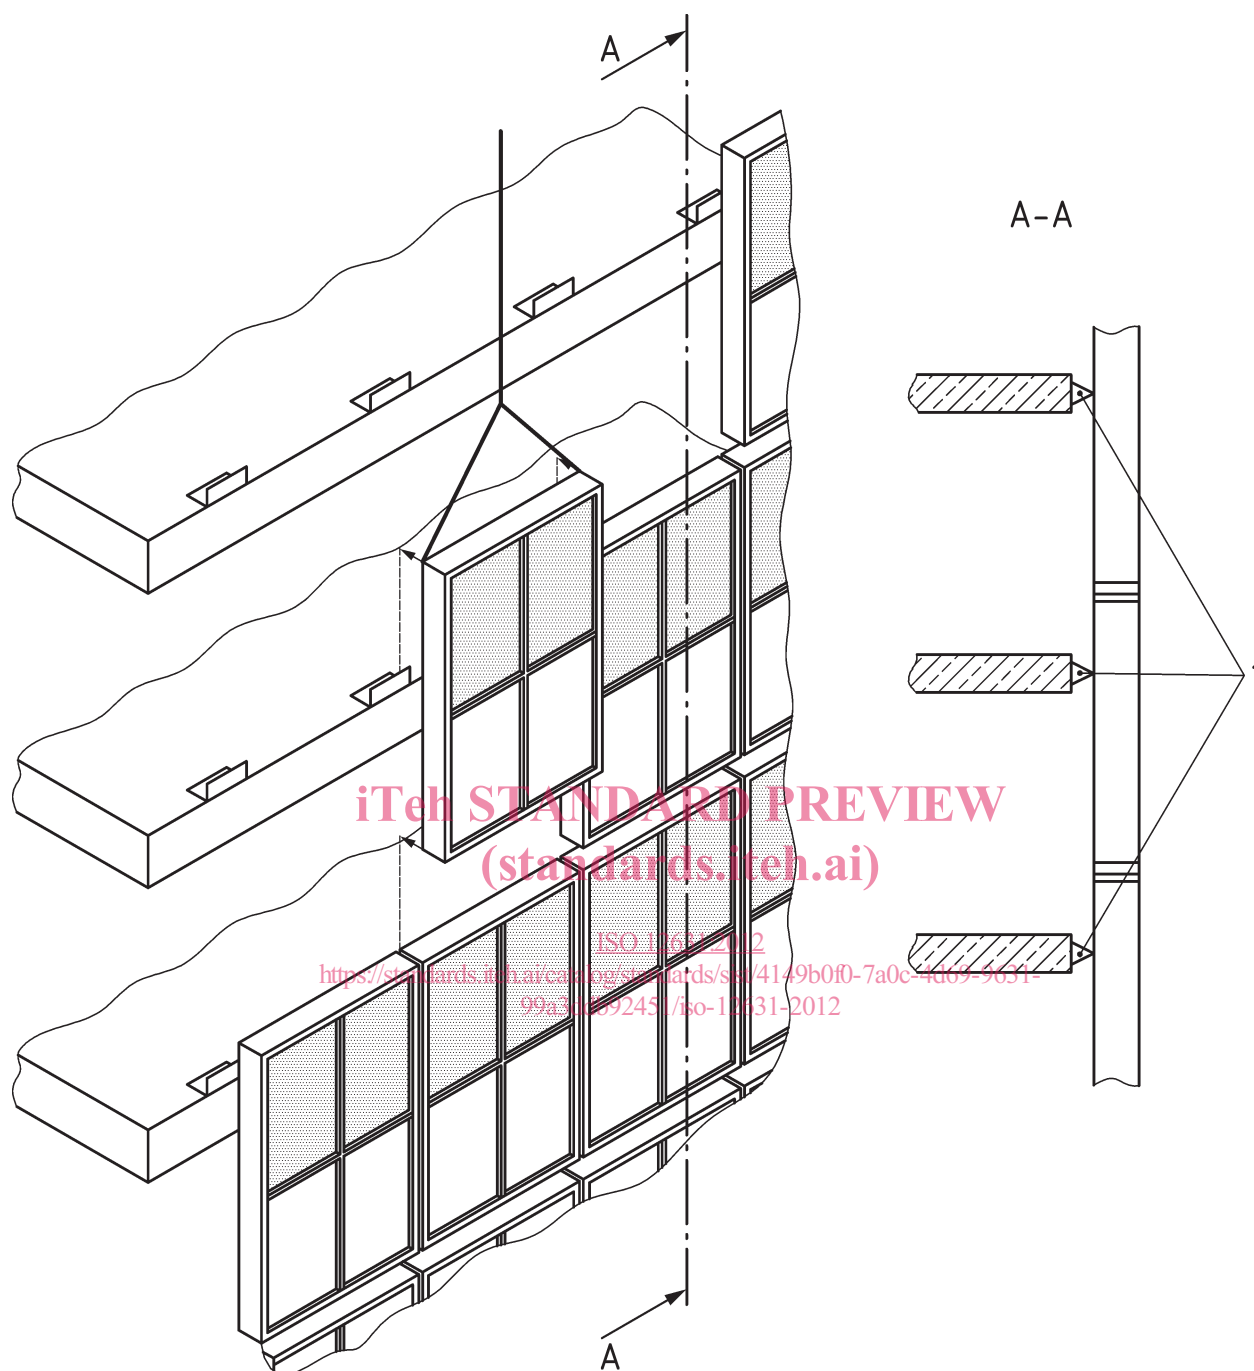 A
A-A
iTeh STANDARD PREVIEW
(standards.iteh.ai)
ISO 12631:2012
https://standards.iteh.ai/catalog/standards/sist/4149b0f0-7a0c-4d69-9631-
99a3ddb92451/iso-12631-2012
A